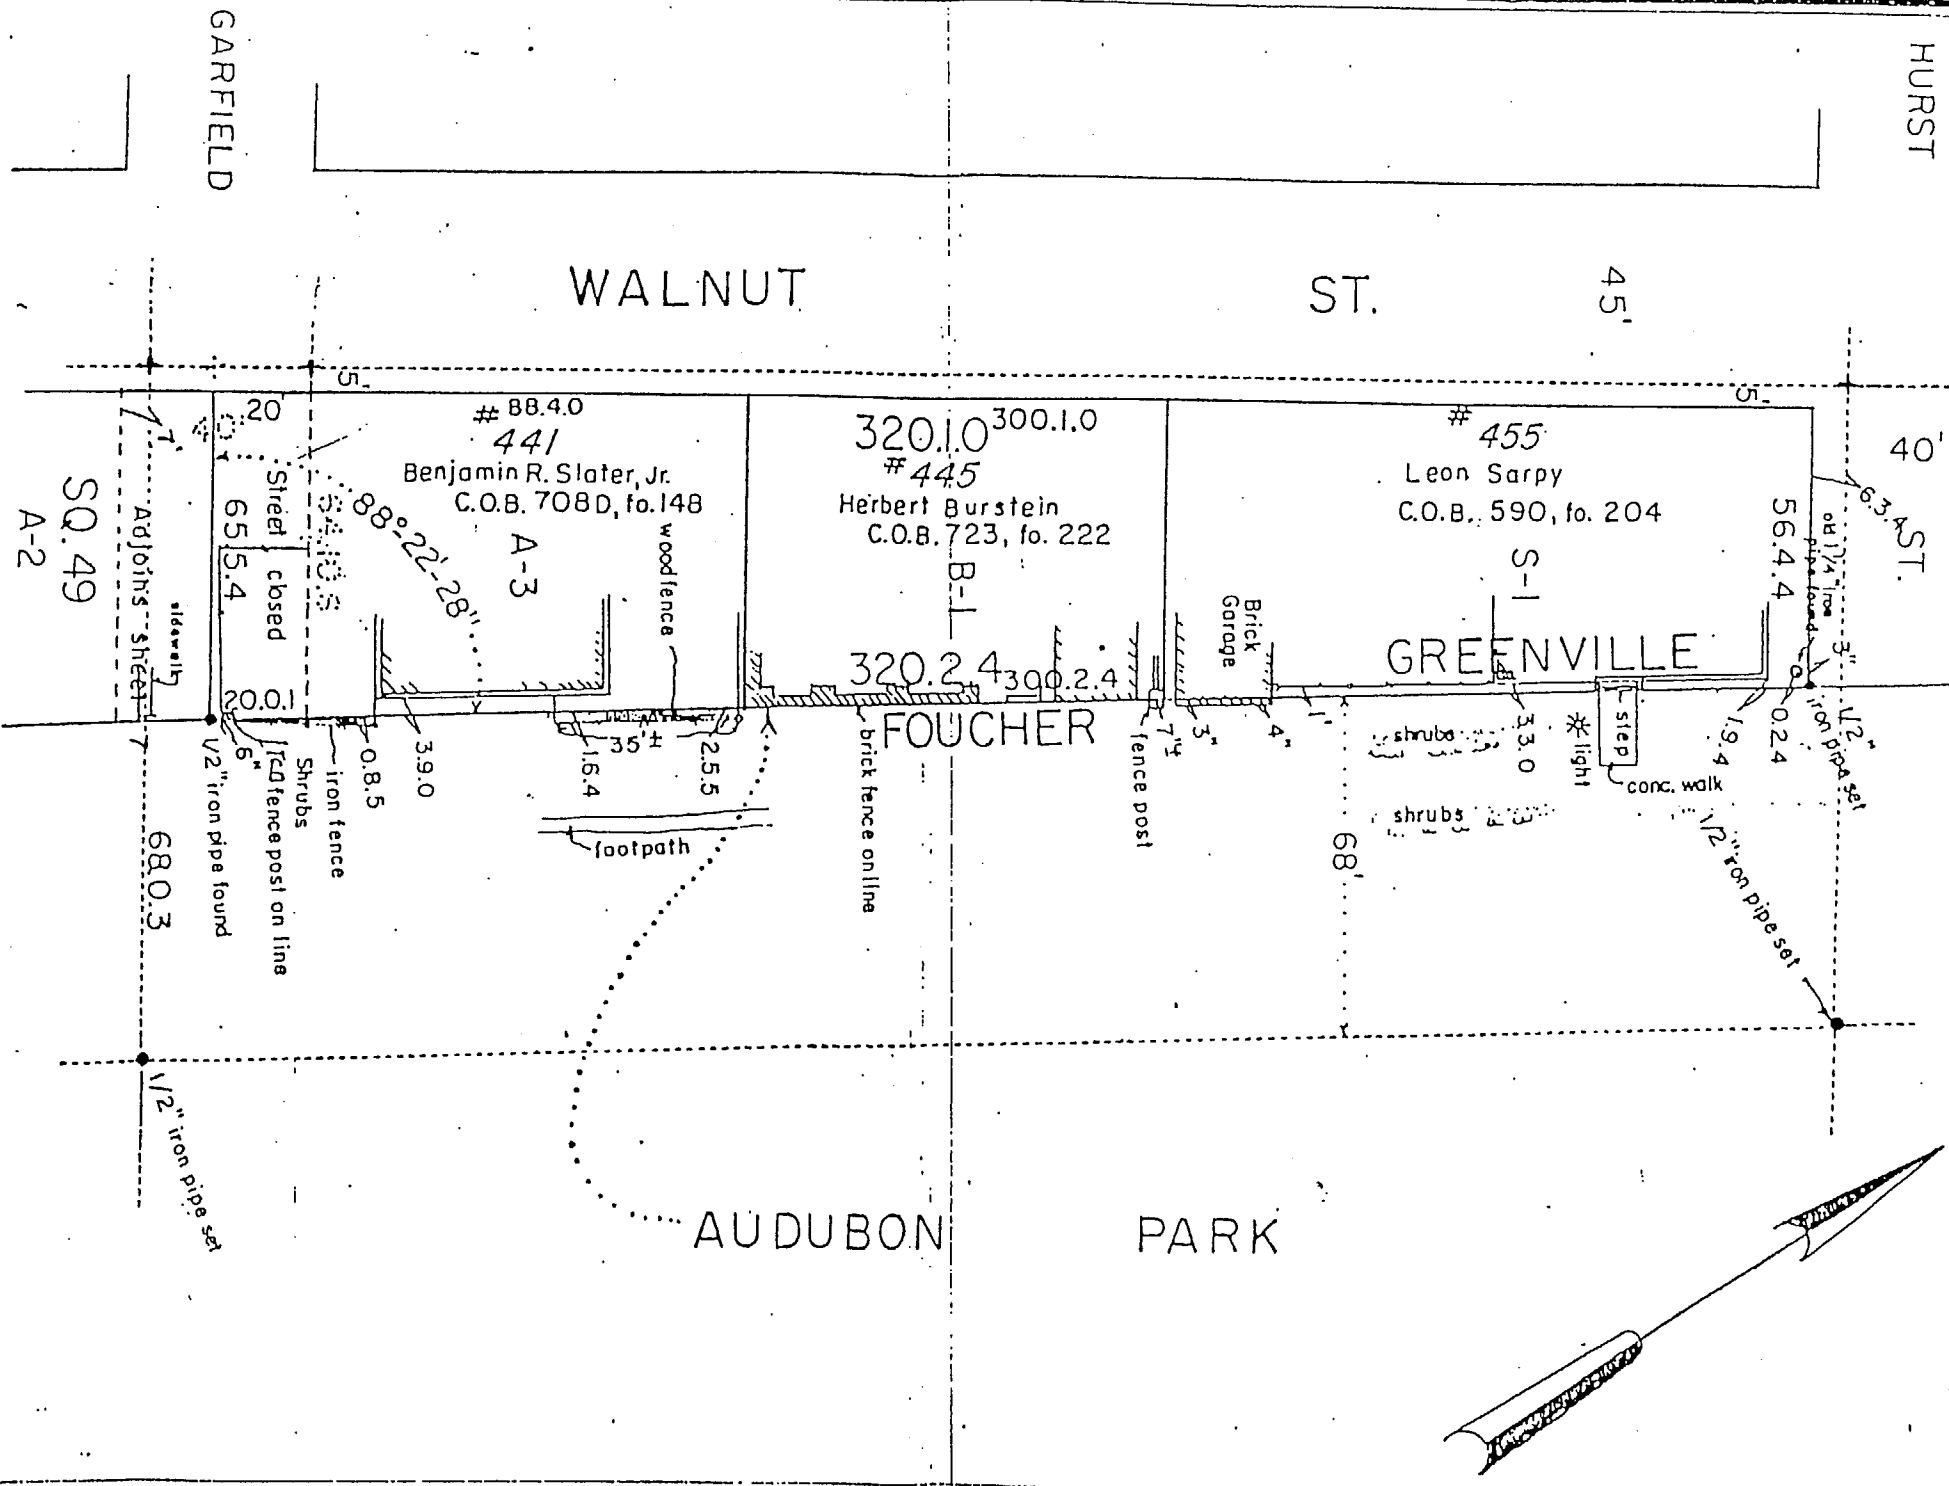 GARFIELD
HURST
WALNUT ST.
45'
5'
5'
40'
ST.
63.4
20'
7'
SQ. 49
A-2
Adjoins sheet
sidewalk
65.5.4
Street closed
88°-22'-28"
# 88.4.0
441
Benjamin R. Slater, Jr.
C.O.B. 708D, fo. 148
A-3
wood fence
320.1.0 300.1.0
# 445
Herbert Burstein
C.O.B. 723, fo. 222
B-1
320.2.4 300.2.4
#
455
Leon Sarpy
C.O.B. 590, fo. 204
S-1
Brick
Garage
56.4.4
old 1 1/4" iron
pipe found
3"
GREENVILLE
FOUCHER
20.0.1
7'
6"
1/2" iron pipe found
fence post on line
Shrubs
iron fence
0.8.5
3.9.0
1.6.4
35'±
2.5.5
footpath
brick fence on line
fence post
7"±
3"
4"
1'
shrubs
shrubs
3.3.0
light
step
conc. walk
1.9.4
0.2.4
1/2"
iron pipe set
1/2" iron pipe set
68'
68.0.3
1/2" iron pipe set
AUDUBON PARK